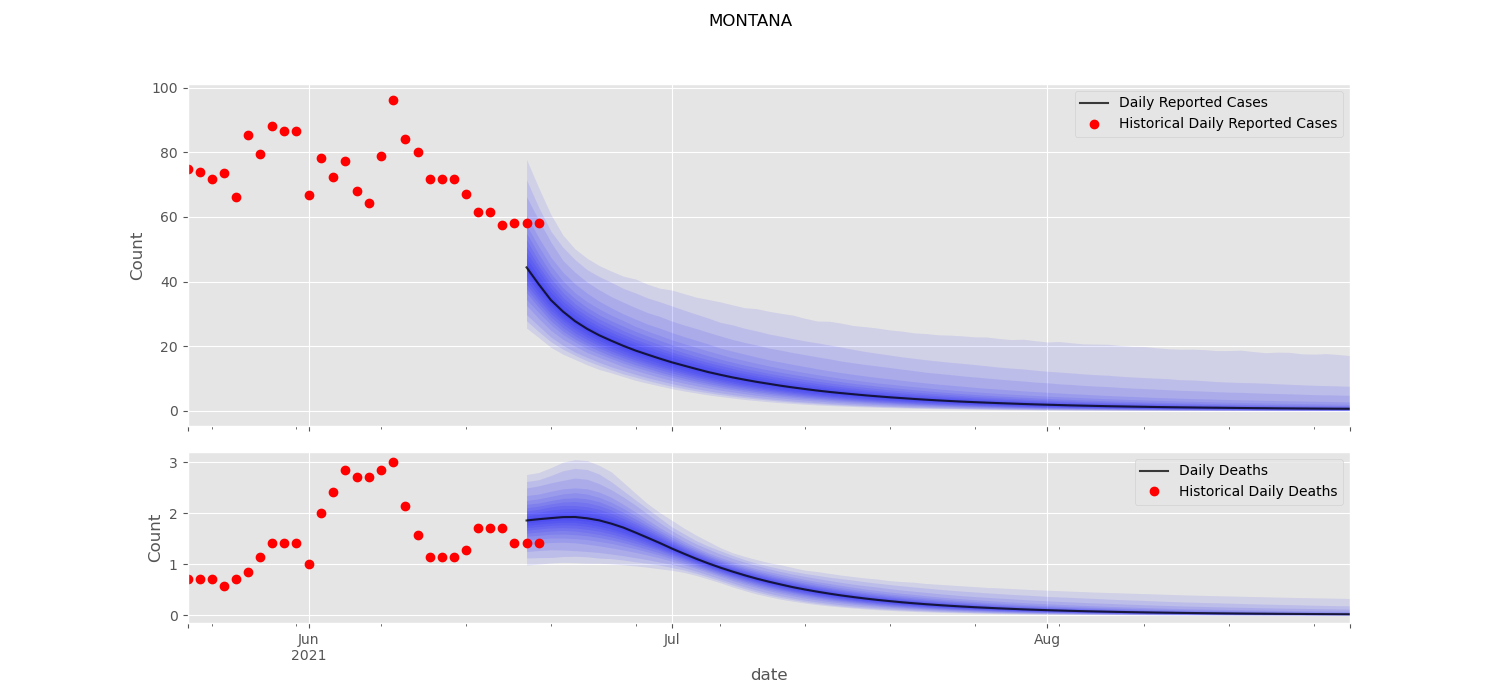 MONTANA
100
80
60
40
20
0
Count
Daily Reported Cases
Historical Daily Reported Cases
3
2
1
0
Count
Daily Deaths
Historical Daily Deaths
Jun
2021
Jul
Aug
date